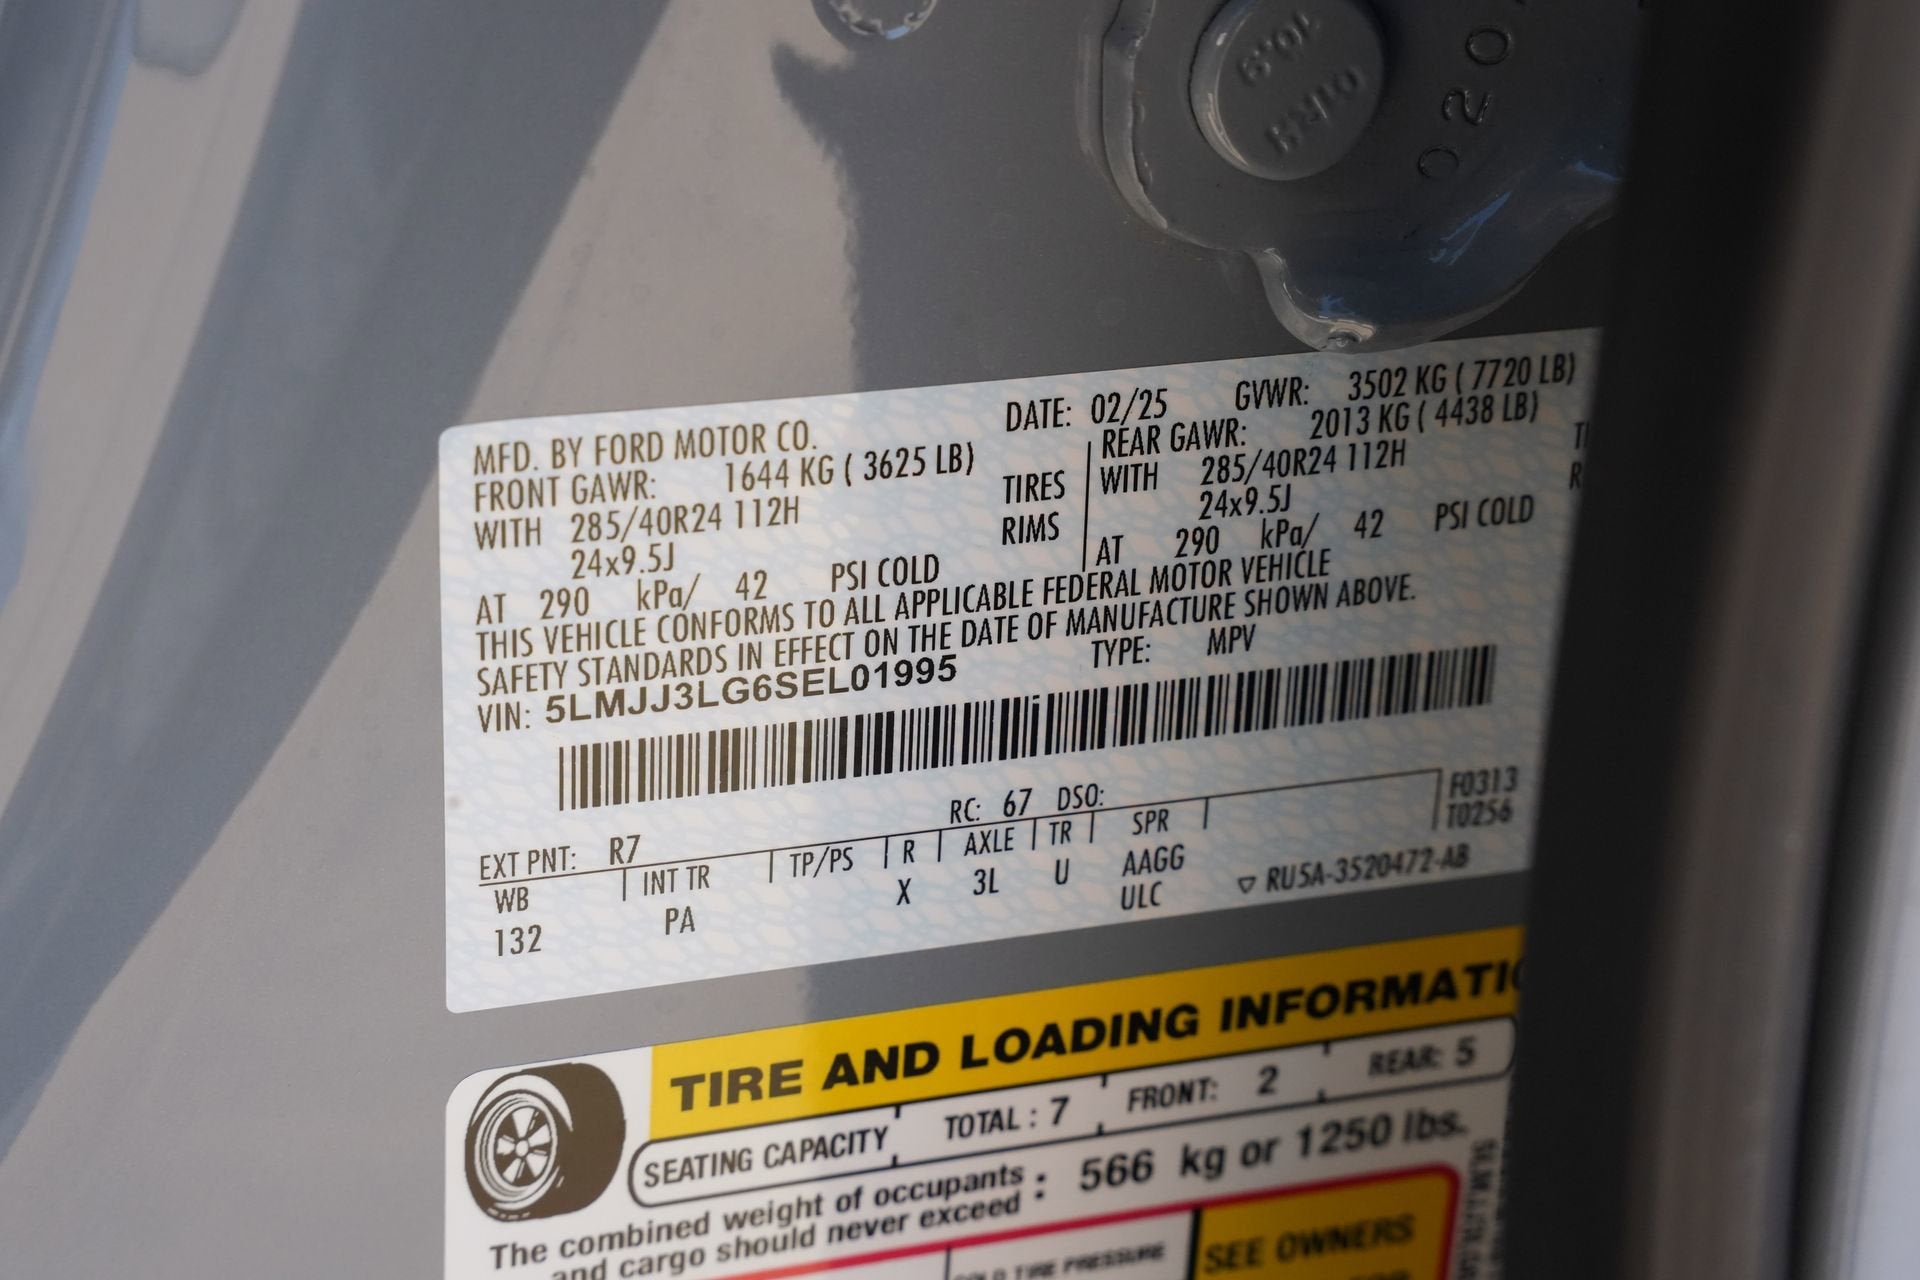 10.9
RY/O
020
MFD. BY FORD MOTOR CO. DATE: 02/25 GVWR: 3502 KG ( 7720 LB)
FRONT GAWR: 1644 KG ( 3625 LB) REAR GAWR: 2013 KG ( 4438 LB)
WITH 285/40R24 112H TIRES WITH 285/40R24 112H
24x9.5J RIMS 24x9.5J
AT 290 kPa/ 42 PSI COLD AT 290 kPa/ 42 PSI COLD
THIS VEHICLE CONFORMS TO ALL APPLICABLE FEDERAL MOTOR VEHICLE
SAFETY STANDARDS IN EFFECT ON THE DATE OF MANUFACTURE SHOWN ABOVE.
VIN: 5LMJJ3LG6SEL01995 TYPE: MPV
F0313
T0256
EXT PNT: R7 RC: 67 DSO:
WB INT TR TP/PS R AXLE TR SPR
132 PA X 3L U AAGG
ULC ▽ RU5A-3520472-AB
TIRE AND LOADING INFORMATIO
SEATING CAPACITY TOTAL : 7 FRONT: 2 REAR: 5
The combined weight of occupants and cargo should never exceed : 566 kg or 1250 lbs.
TIRE PRESSURE
SEE OWNERS